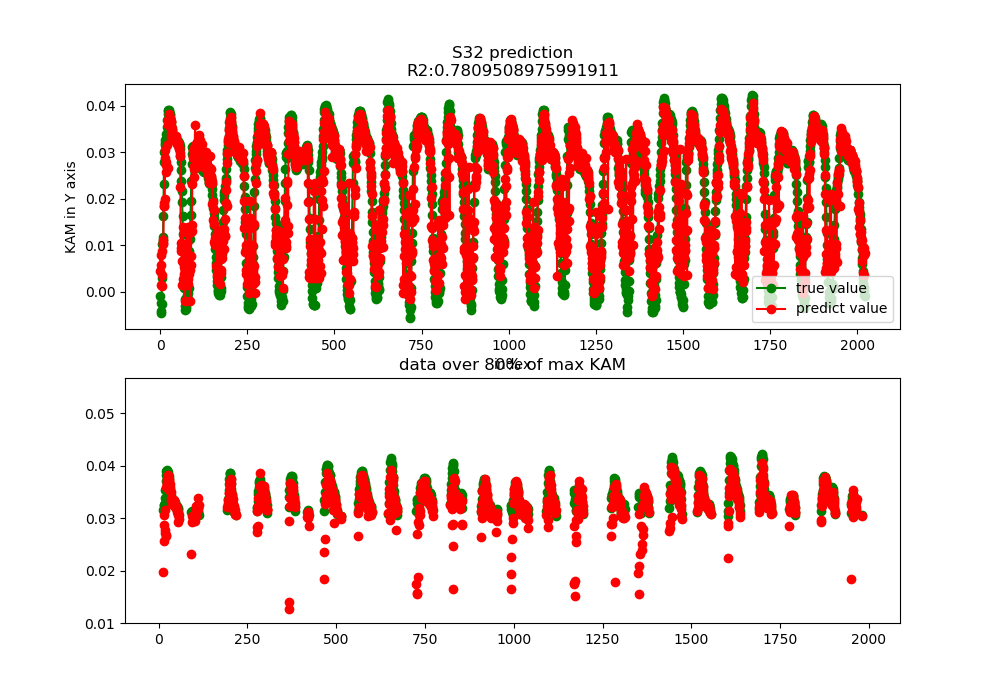 S32 prediction
R2:0.7809508975991911
KAM in Y axis
0.04
0.03
0.02
0.01
0.00
true value
predict value
0 250 500 750 1000 1250 1500 1750 2000
index
data over 80% of max KAM
0.05
0.04
0.03
0.02
0.01
0 250 500 750 1000 1250 1500 1750 2000